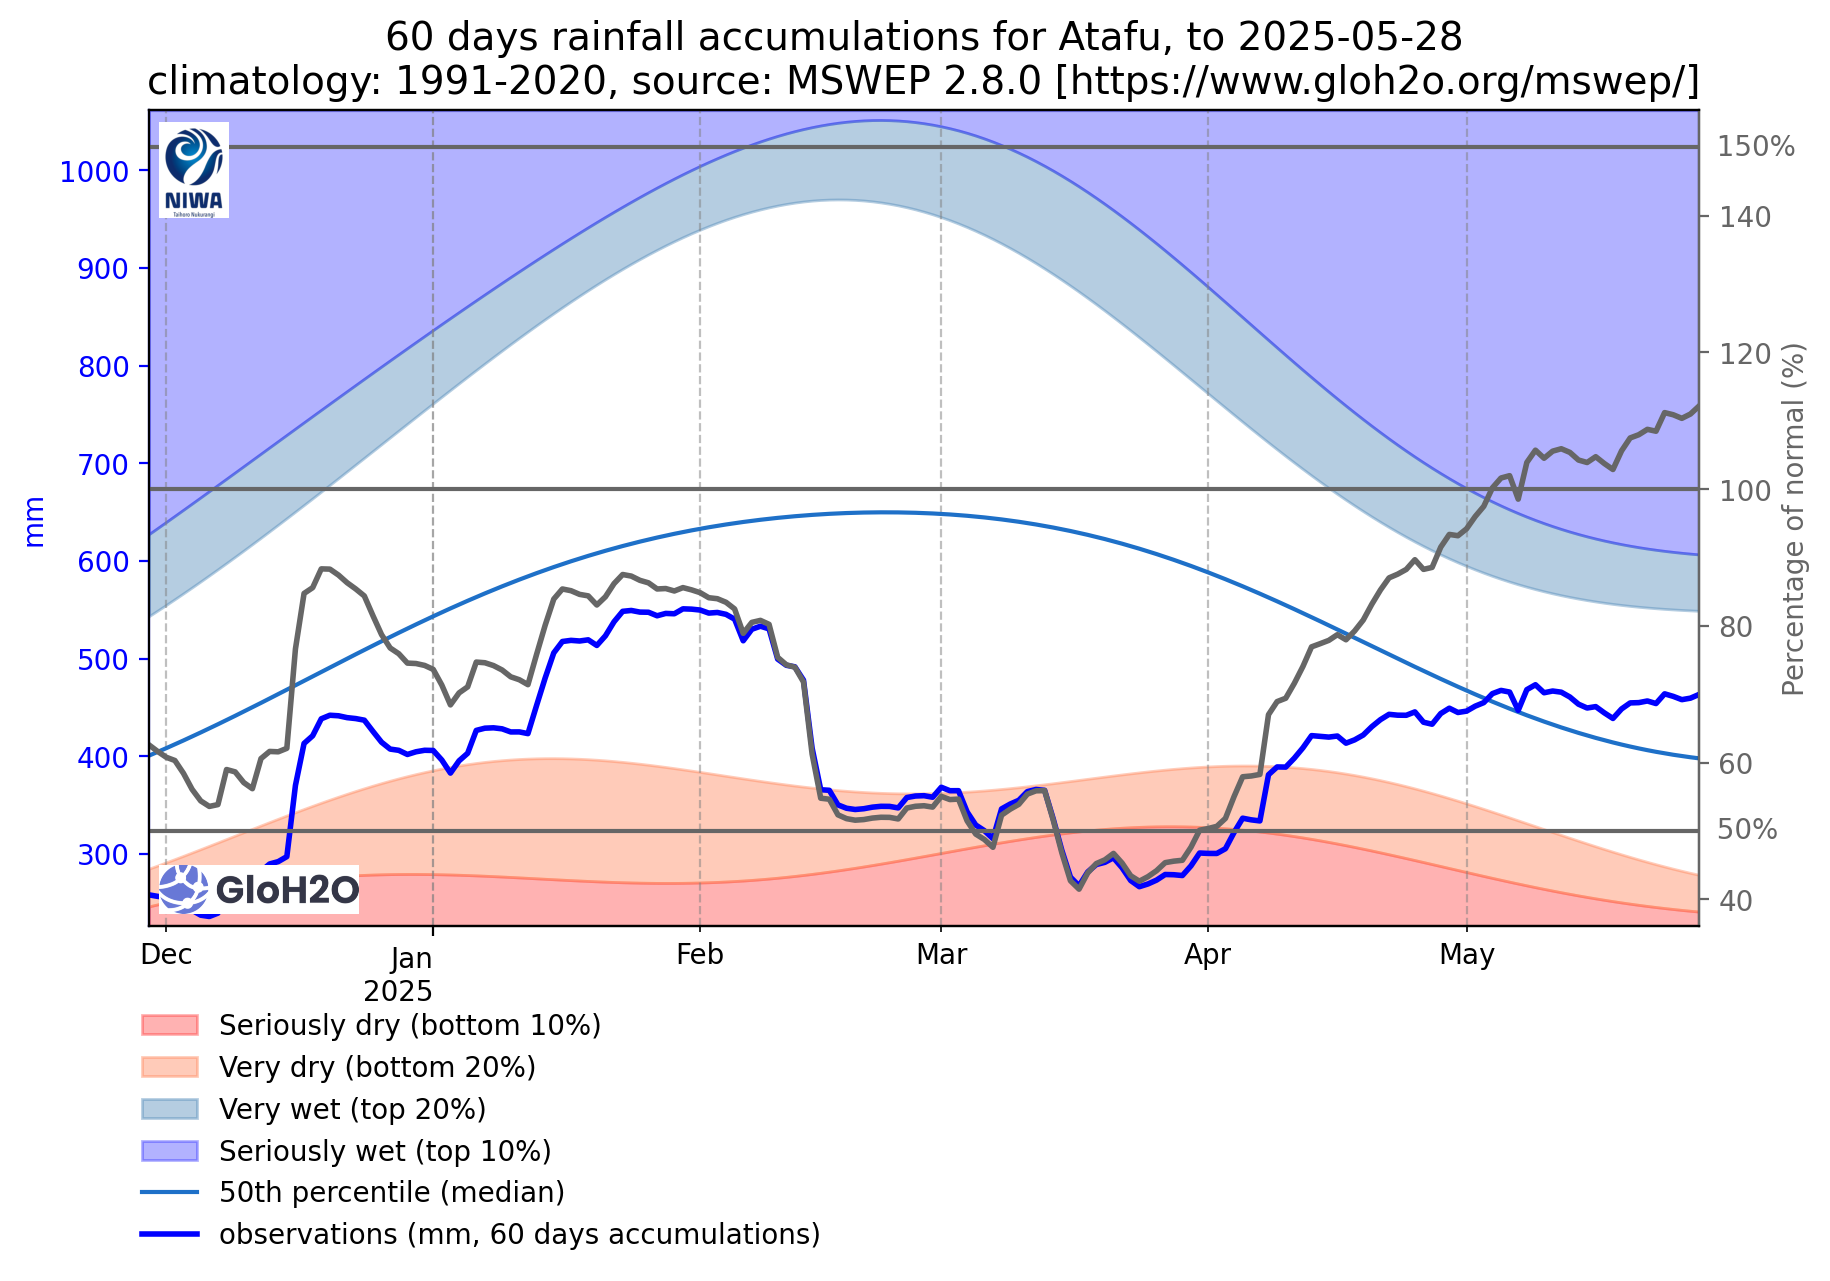 60 days rainfall accumulations for Atafu, to 2025-05-28
climatology: 1991-2020, source: MSWEP 2.8.0 [https://www.gloh2o.org/mswep/]
NIWA
Taihoro Nukurangi
1000
900
800
700
600
500
400
300
mm
150%
140
120
100
80
60
50%
40
Percentage of normal (%)
GloH2O
Dec
Jan
2025
Feb
Mar
Apr
May
Seriously dry (bottom 10%)
Very dry (bottom 20%)
Very wet (top 20%)
Seriously wet (top 10%)
50th percentile (median)
observations (mm, 60 days accumulations)